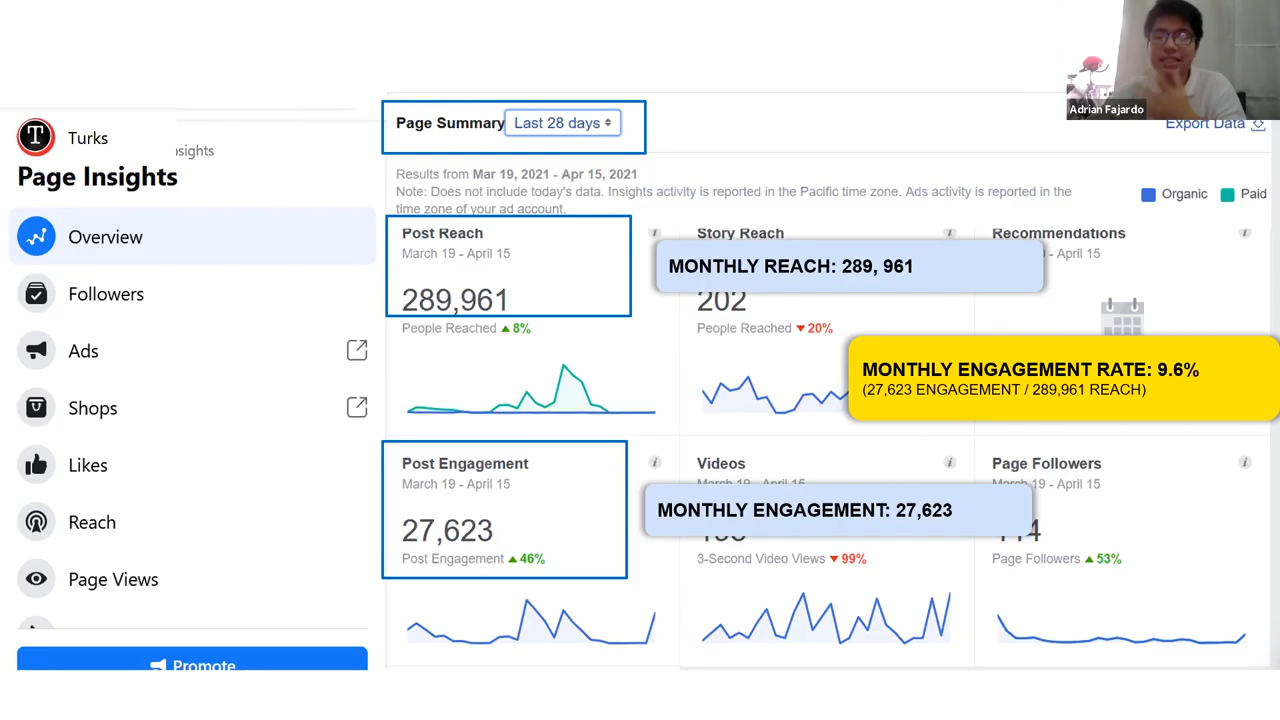 Adrian Fajardo
T
Turks
nsights
Page Insights
Overview
Followers
Ads
Shops
Likes
Reach
Page Views
Promote
Page Summary Last 28 days
Export Data
Results from Mar 19, 2021 - Apr 15, 2021
Note: Does not include today's data. Insights activity is reported in the Pacific time zone. Ads activity is reported in the
time zone of your ad account.
Organic Paid
Post Reach
March 19 - April 15
289,961
People Reached 8%
Story Reach
MONTHLY REACH: 289, 961
202
People Reached 20%
Recommendations
- April 15
MONTHLY ENGAGEMENT RATE: 9.6%
(27,623 ENGAGEMENT / 289,961 REACH)
Post Engagement
March 19 - April 15
27,623
Post Engagement 46%
Videos
March 19 - April 15
MONTHLY ENGAGEMENT: 27,623
3-Second Video Views 99%
Page Followers
March 19 - April 15
Page Followers 53%